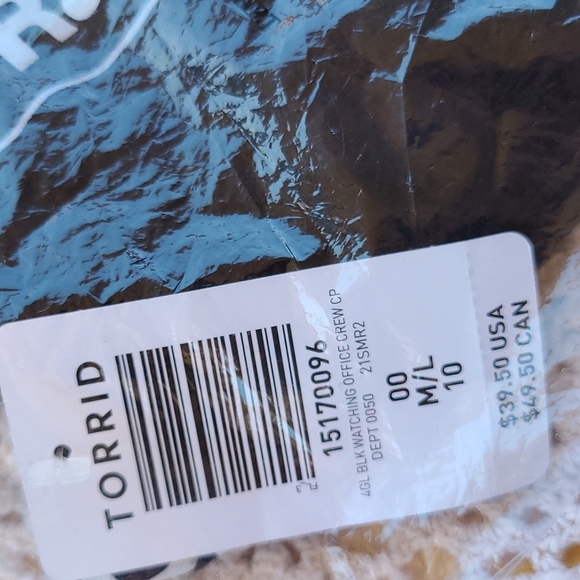 TORRID
15170096
4GL BLK WATCHING OFFICE CREW CP
DEPT 0050 21SMR2
00
M/L
10
$39.50 USA
$49.50 CAN